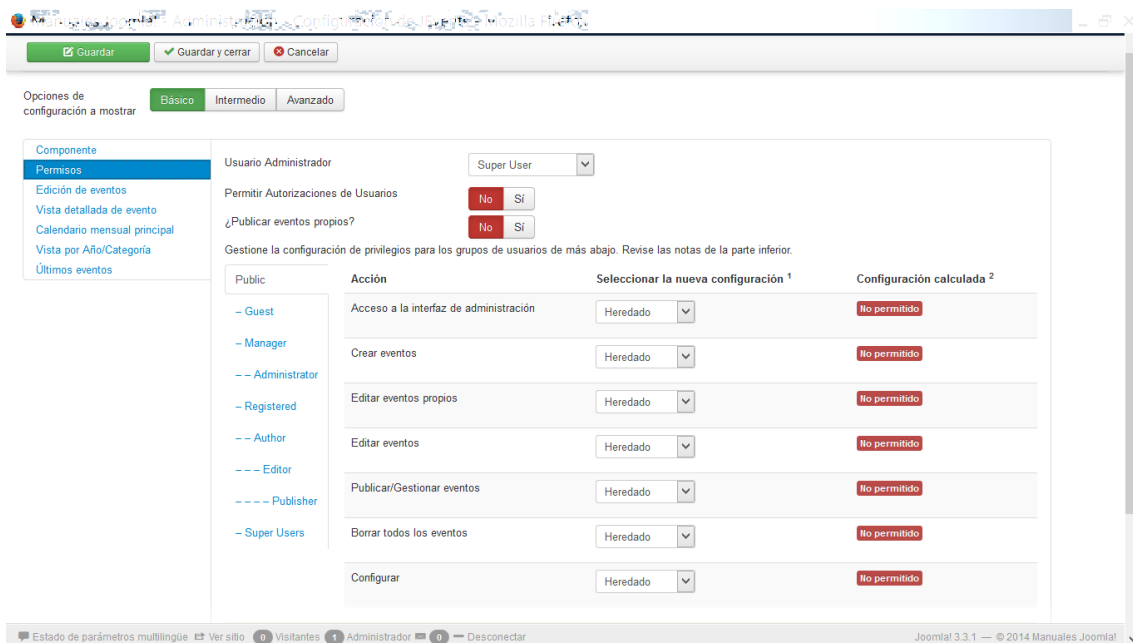 Guardar Guardar y cerrar Cancelar
Opciones de
configuración a mostrar
Básico Intermedio Avanzado
Componente
Permisos
Edición de eventos
Vista detallada de evento
Calendario mensual principal
Vista por Año/Categoría
Últimos eventos
Usuario Administrador Super User
Permitir Autorizaciones de Usuarios No Sí
¿Publicar eventos propios? No Sí
Gestione la configuración de privilegios para los grupos de usuarios de más abajo. Revise las notas de la parte inferior.
Public
– Guest
– Manager
– – Administrator
– Registered
– – Author
– – – Editor
– – – – Publisher
– Super Users
Acción Seleccionar la nueva configuración 1 Configuración calculada 2
Acceso a la interfaz de administración Heredado No permitido
Crear eventos Heredado No permitido
Editar eventos propios Heredado No permitido
Editar eventos Heredado No permitido
Publicar/Gestionar eventos Heredado No permitido
Borrar todos los eventos Heredado No permitido
Configurar Heredado No permitido
Estado de parámetros multilingüe Ver sitio 0 Visitantes 1 Administrador 0 Desconectar
Joomla! 3.3.1 — © 2014 Manuales Joomla!